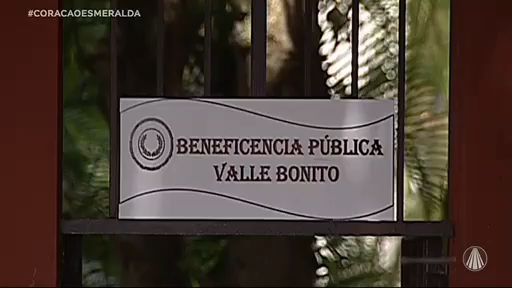 #CORACAOESMERALDA
BENEFICENCIA PÚBLICA
VALLE BONITO